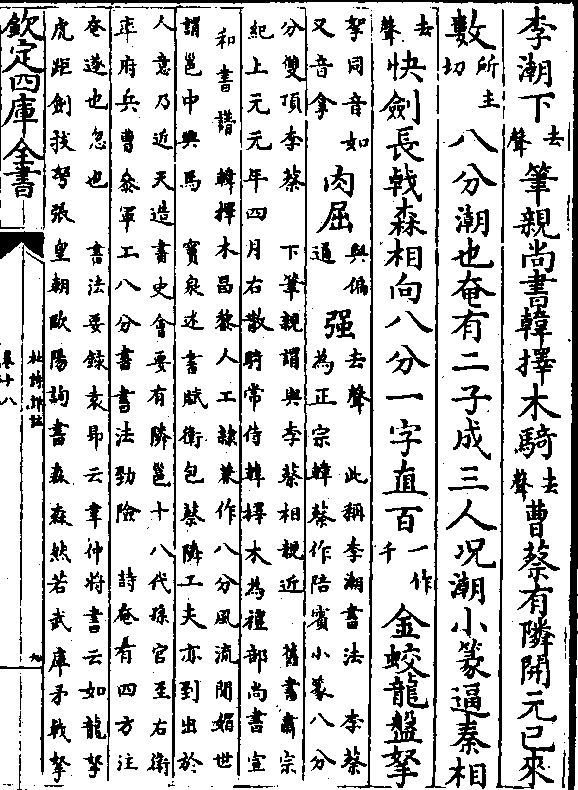 李潮下去聲筆親尚書韓擇木騎去聲曹蔡有隣開元已來
數所主切八分潮也奄有二子成三人况潮小篆逼秦相
去聲快劍長戟森相向八分一字直百一作千金蛟龍盤拏
拏同音如又音拿肉屈與倔通强去聲 此稱李潮書法 李蔡為正宗韓蔡作陪賓小篆八分
分雙項李蔡 下筆親謂與李蔡相親近 舊書肅宗
紀上元元年四月右散騎常侍韓擇木為禮部尚書宣
和書譜 韓擇木昌黎人工隷兼作八分風流閒媚世
謂邕中興焉 竇臮述書賦衛包蔡隣工夫亦到出於
人意乃近天造書史會要有隣邕十八代孫官至右衛
率府兵曹參軍工八分書書法勁險 詩奄有四方注
奄遂也忽也 書法要錄袁昂云韋仲將書云如龍拏
虎距劍㧞弩張皇朝歐陽詢書森森然若武庫矛戟拏
欽定四庫全書
杜詩詳註
卷十八
九